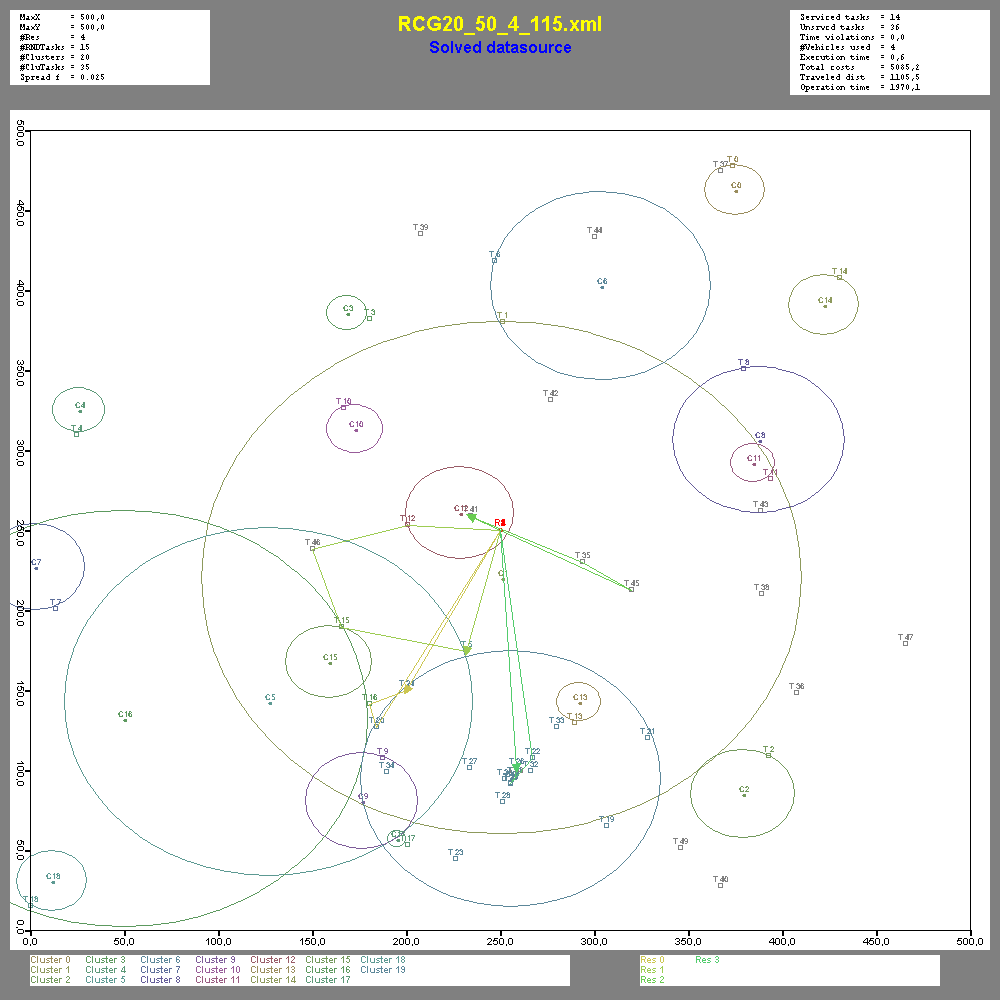 MaxX = 500,0
MaxY = 500,0
#Res = 4
#RNDTasks = 15
#Clusters = 20
#CluTasks = 35
Spread f = 0.025
RCG20_50_4_115.xml
Solved datasource
Serviced tasks = 14
Unsrvcd tasks = 36
Time violations = 0,0
#Vehicles used = 4
Execution time = 0,6
Total costs = 5085,2
Traveled dist = 1105,5
Operation time = 1970,1
500,0
450,0
400,0
350,0
300,0
250,0
200,0
150,0
100,0
50,0
0,0
T 37
T 0
C0
T 39
T 44
T 6
C6
T 14
C14
C3
T 3
T 1
T 8
C4
T 4
T 10
C10
T 42
C8
C11
T 11
T 43
C12
T 41
T 12
T 46
T 35
T 45
C7
T 7
T 38
T 15
T 5
C15
T 47
C5
C16
T 16
T 24
T 20
C13
T 13
T 33
T 36
T 21
T 9
T 34
T 27
T 22
T 32
T 2
C2
C9
T 28
T 17
T 19
T 23
T 49
T 40
C18
T 18
0,0 50,0 100,0 150,0 200,0 250,0 300,0 350,0 400,0 450,0 500,0
Cluster 0 Cluster 3 Cluster 6 Cluster 9 Cluster 12 Cluster 15 Cluster 18
Cluster 1 Cluster 4 Cluster 7 Cluster 10 Cluster 13 Cluster 16 Cluster 19
Cluster 2 Cluster 5 Cluster 8 Cluster 11 Cluster 14 Cluster 17
Res 0 Res 3
Res 1
Res 2